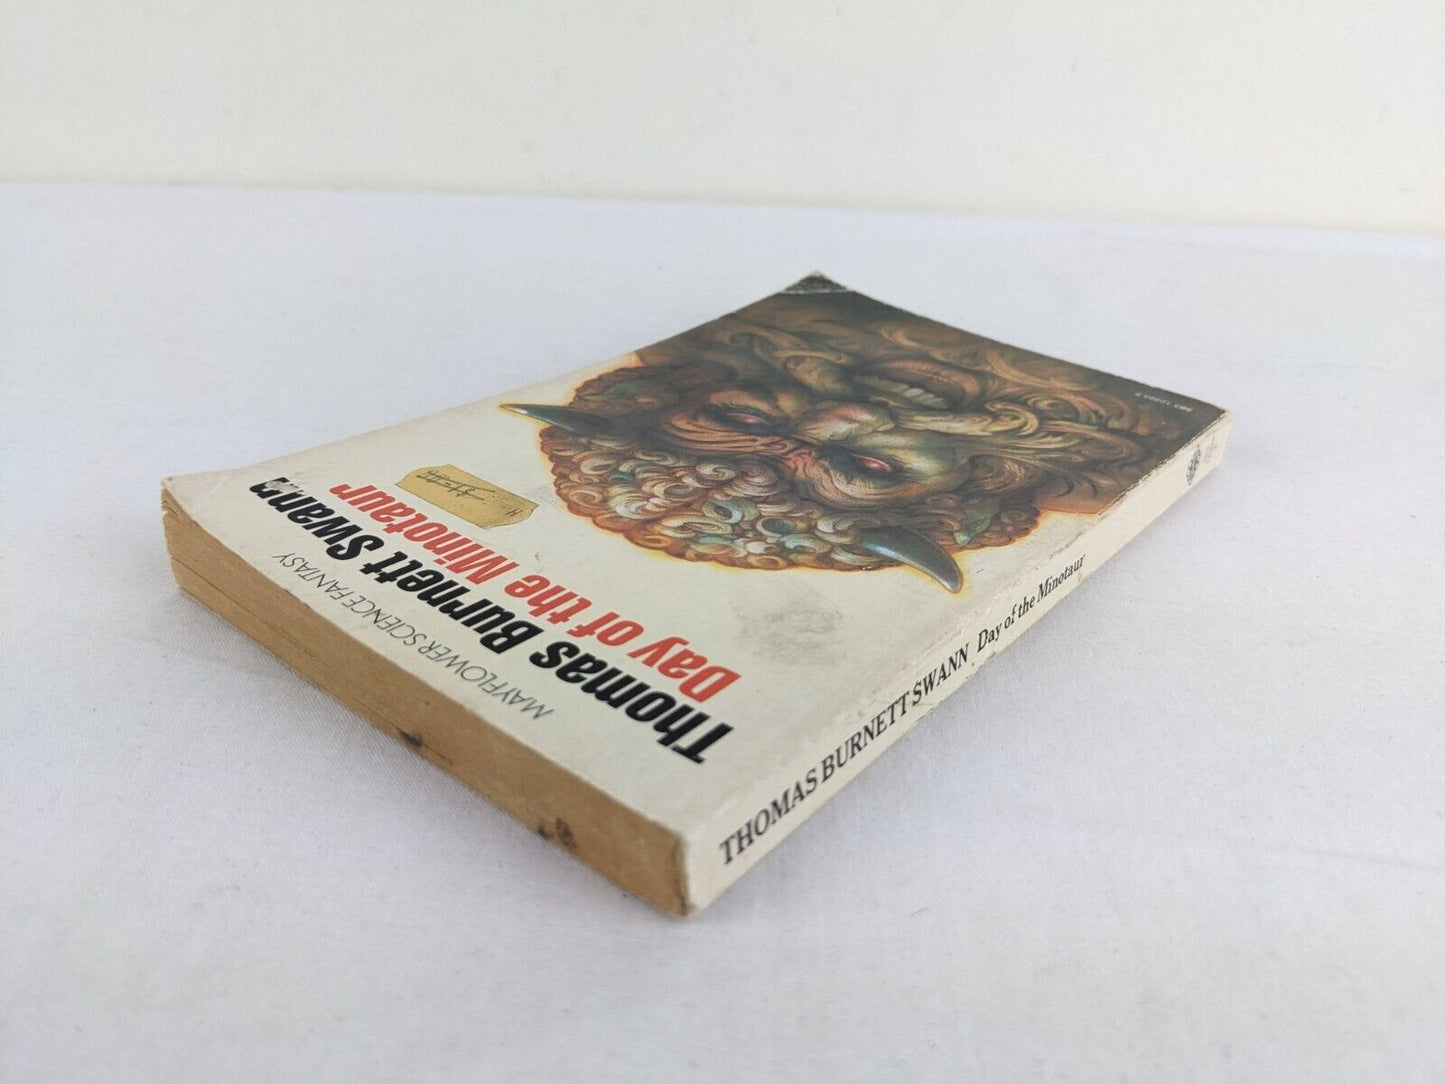 MAYFLOWER SCIENCE FANTASY
Thomas Burnett Swann
Day of the Minotaur
THOMAS BURNETT SWANN Day of the Minotaur